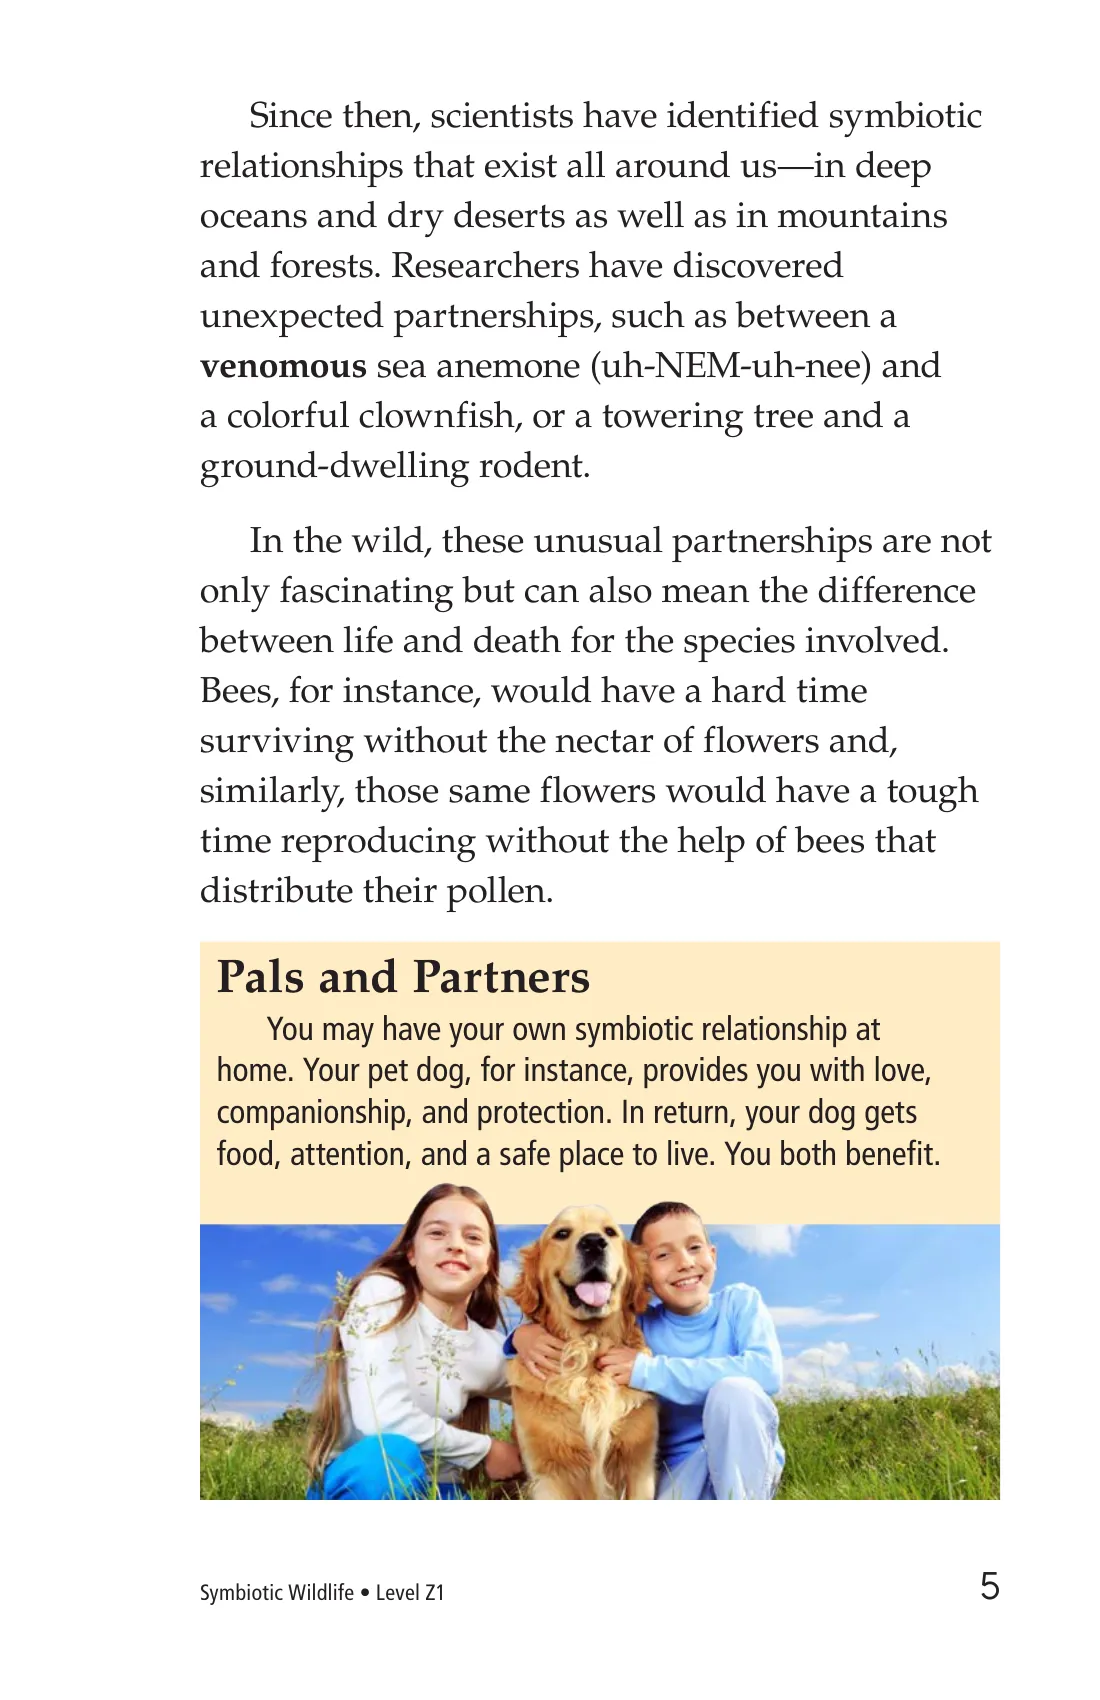 Since then, scientists have identified symbiotic
relationships that exist all around us—in deep
oceans and dry deserts as well as in mountains
and forests. Researchers have discovered
unexpected partnerships, such as between a
venomous sea anemone (uh-NEM-uh-nee) and
a colorful clownfish, or a towering tree and a
ground-dwelling rodent.
In the wild, these unusual partnerships are not
only fascinating but can also mean the difference
between life and death for the species involved.
Bees, for instance, would have a hard time
surviving without the nectar of flowers and,
similarly, those same flowers would have a tough
time reproducing without the help of bees that
distribute their pollen.
Pals and Partners
You may have your own symbiotic relationship at
home. Your pet dog, for instance, provides you with love,
companionship, and protection. In return, your dog gets
food, attention, and a safe place to live. You both benefit.
Symbiotic Wildlife • Level Z1
5